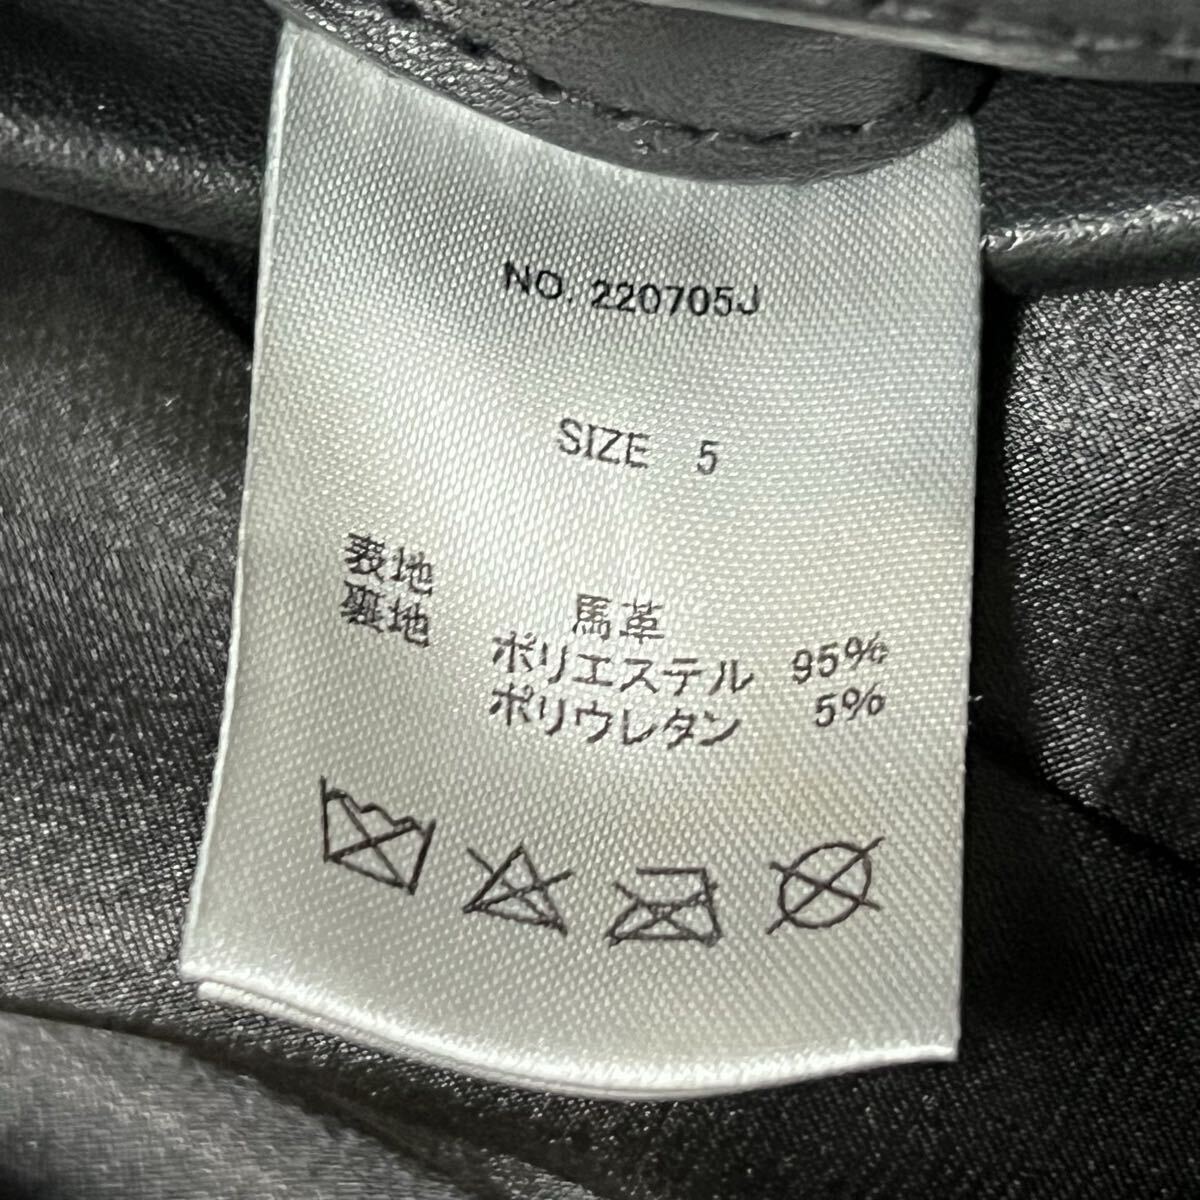 NO. 220705J
SIZE 5
表地 馬革
裏地 ポリエステル 95%
ポリウレタン 5%